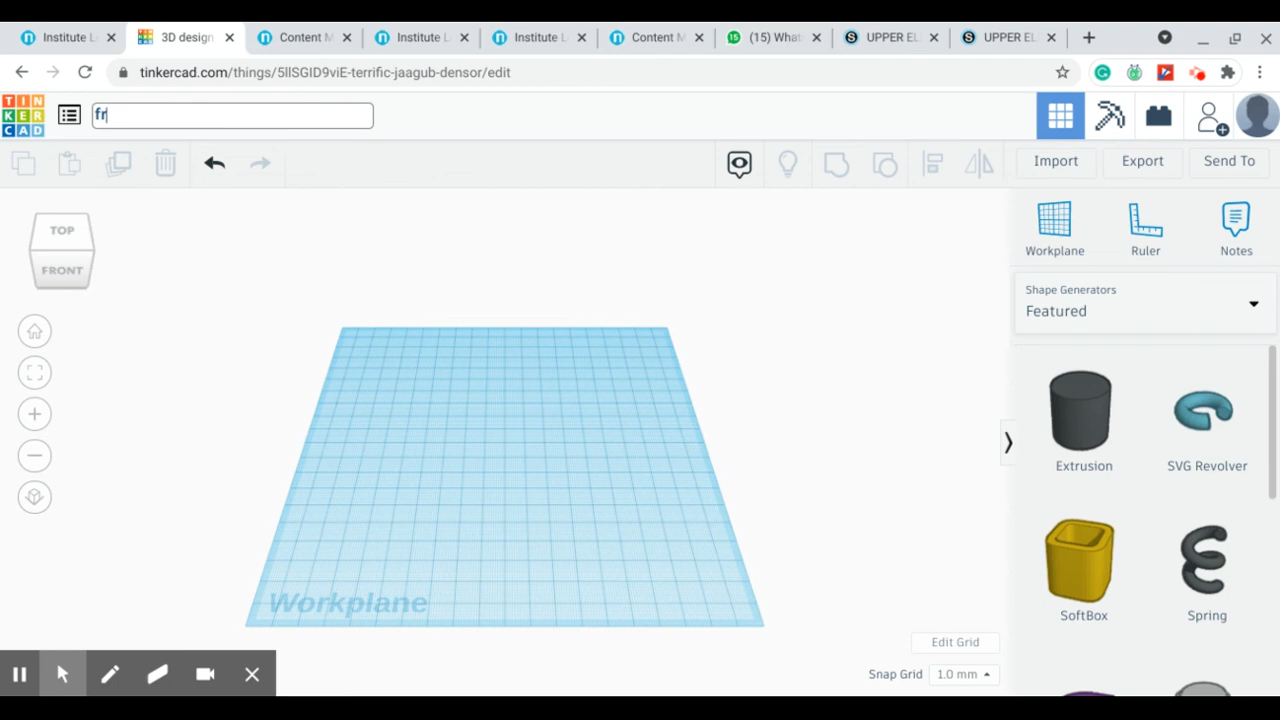 Institute L
3D design
Content M
Institute L
Institute L
Content M
(15) What
UPPER EL
UPPER EL
tinkercad.com/things/5llSGID9viE-terrific-jaagub-densor/edit
TIN
KER
CAD
fr
Import
Export
Send To
TOP
FRONT
Workplane
Ruler
Notes
Shape Generators
Featured
Extrusion
SVG Revolver
SoftBox
Spring
Workplane
Edit Grid
Snap Grid
1.0 mm